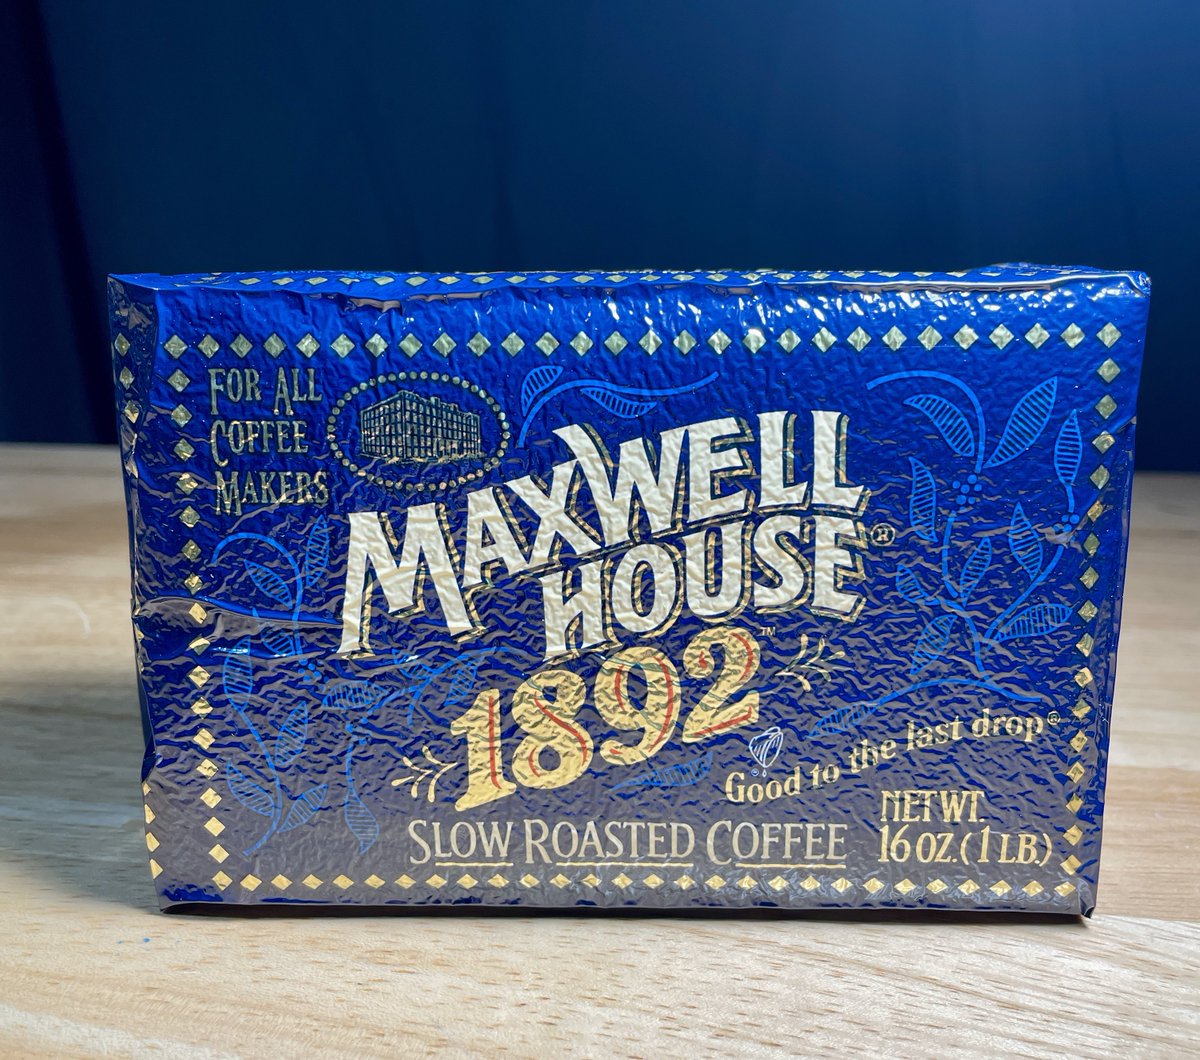 FOR ALL
COFFEE
MAKERS
MAXWELL
HOUSE®
1892™
Good to the last drop®
SLOW ROASTED COFFEE
NET WT.
16 OZ. (1 LB.)